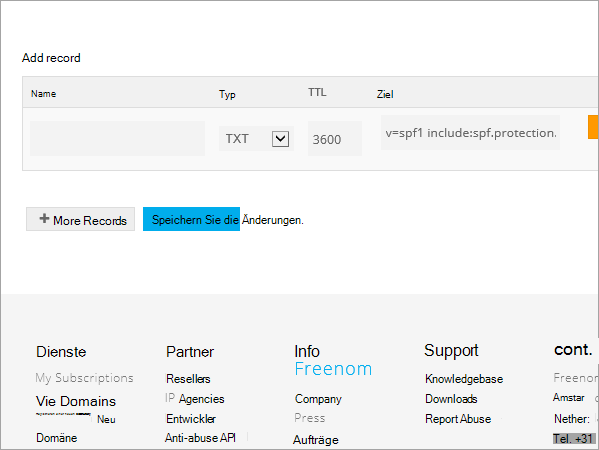 Add record
Name Typ TTL Ziel
TXT 3600 v=spf1 include:spf.protection.
+ More Records Speichern Sie die Änderungen.
Dienste Partner Info Support cont.
Freenom
My Subscriptions Resellers Knowledgebase Freenom
Vie Domains IP Agencies Company Downloads Amstar
Neu Entwickler Press Report Abuse Nether:
Domäne Anti-abuse API Aufträge Tel. +31